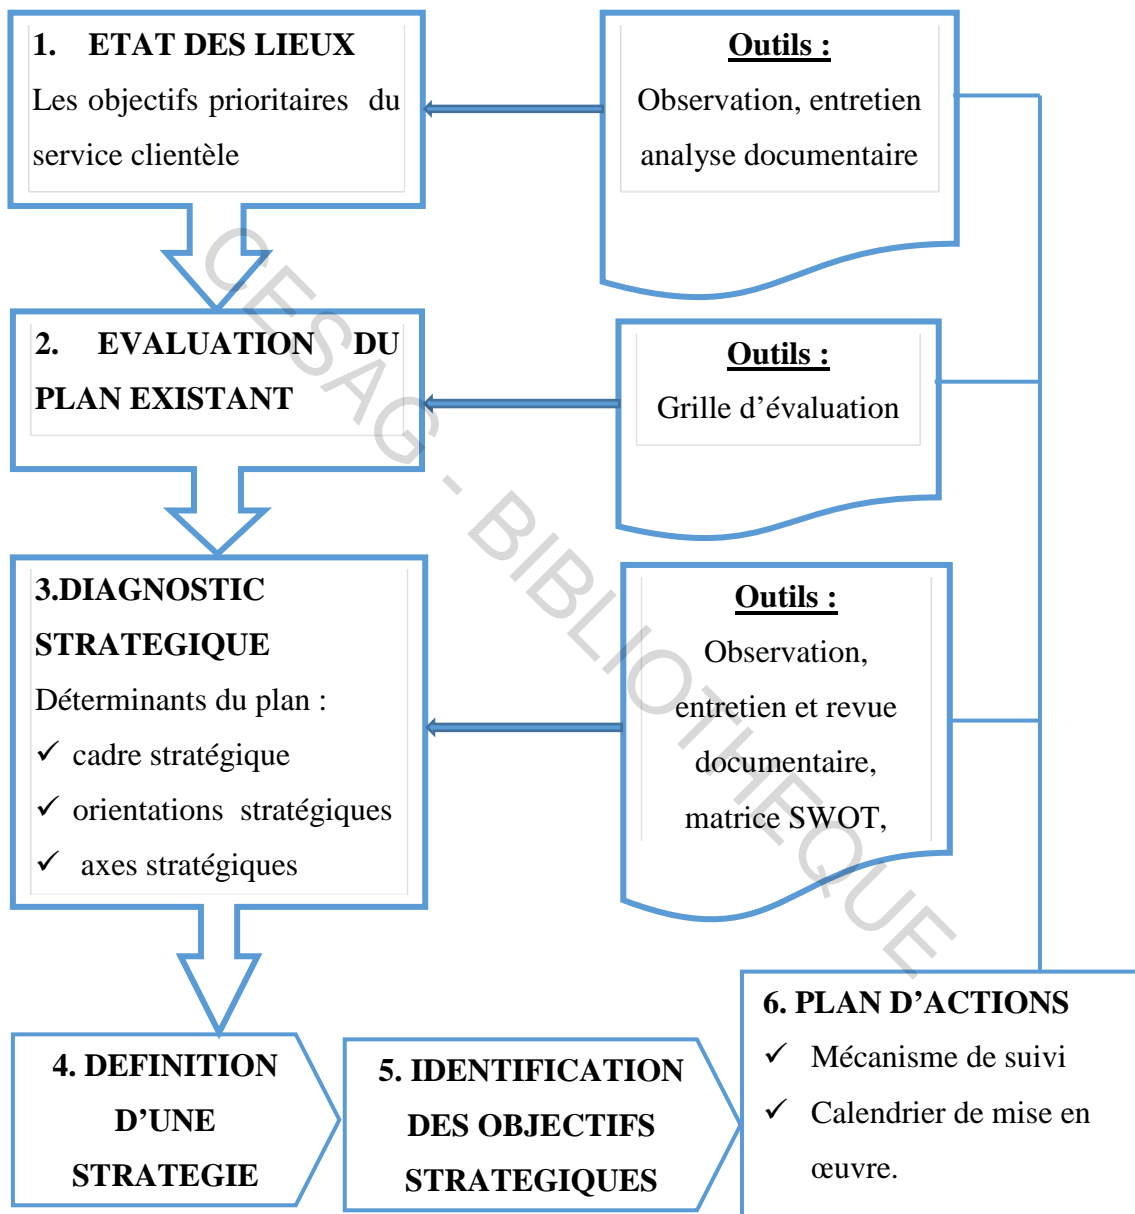 1. ETAT DES LIEUX
Les objectifs prioritaires du
service clientèle
Outils :
Observation, entretien
analyse documentaire
2. EVALUATION DU
PLAN EXISTANT
Outils :
Grille d’évaluation
3.DIAGNOSTIC
STRATEGIQUE
Déterminants du plan :
✓ cadre stratégique
✓ orientations stratégiques
✓ axes stratégiques
Outils :
Observation,
entretien et revue
documentaire,
matrice SWOT,
4. DEFINITION
D’UNE
STRATEGIE
5. IDENTIFICATION
DES OBJECTIFS
STRATEGIQUES
6. PLAN D’ACTIONS
✓ Mécanisme de suivi
✓ Calendrier de mise en
œuvre.
CESAG - BIBLIOTHEQUE